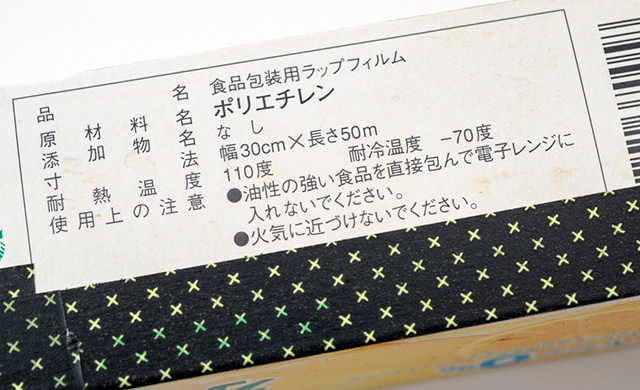 品名 食品包装用ラップフィルム
原材料名 ポリエチレン
添加物名 なし
寸法 幅30cm×長さ50m
耐熱温度 110度 耐冷温度 −70度
使用上の注意 ●油性の強い食品を直接包んで電子レンジに
入れないでください。
●火気に近づけないでください。